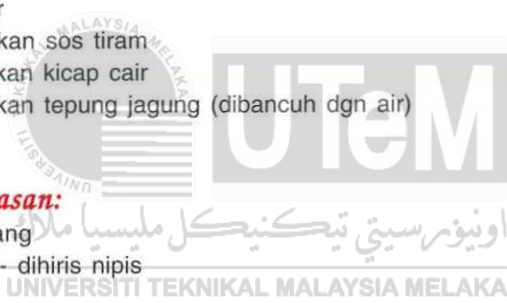 r
kan sos tiram
kan kicap cair
kan tepung jagung (dibancuh dgn air)
UTeM
asan:
ang
اونيۏرسيتي تيكنيكل مليسيا ملاك
- dihiris nipis
UNIVERSITI TEKNIKAL MALAYSIA MELAKA